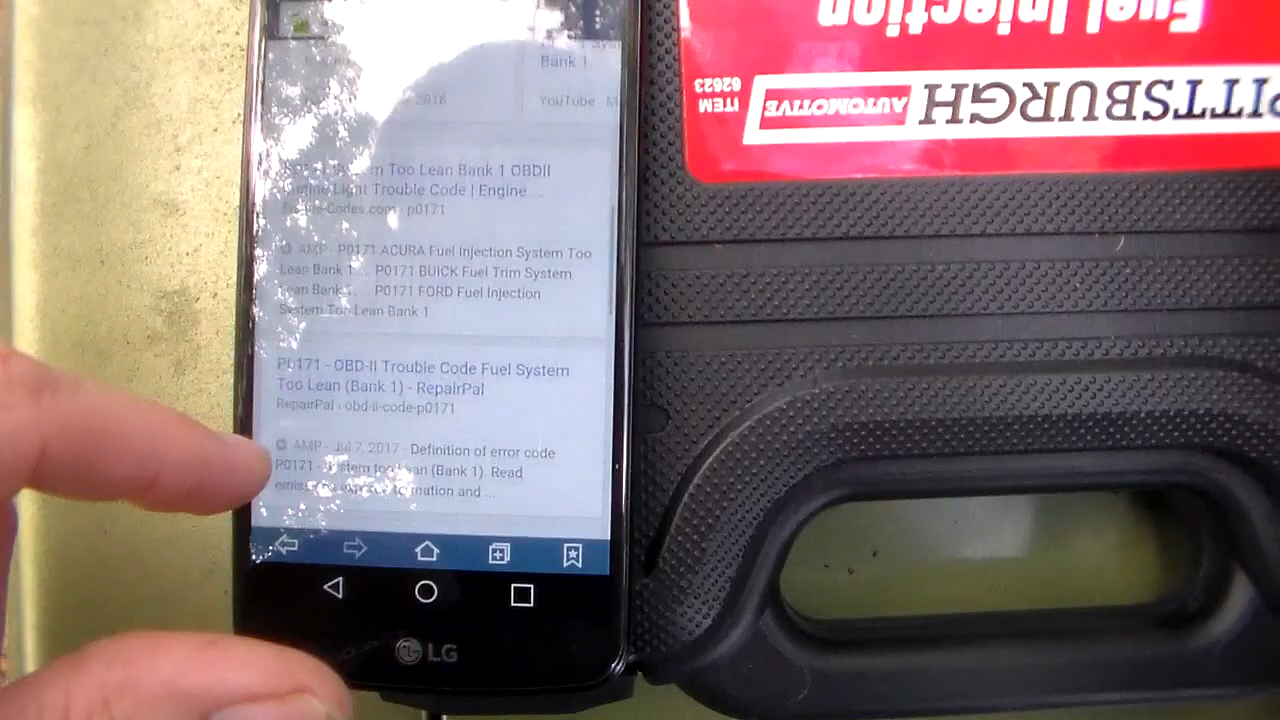 Bank 1
2016
YouTube
Too Lean Bank 1 OBDII
Light Trouble Code | Engine ...
p0171
AMP - P0171 ACURA Fuel Injection System Too
Lean Bank 1 ... P0171 BUICK Fuel Trim System
Lean Bank P0171 FORD Fuel Injection
System Too Lean Bank 1
P0171 - OBD-II Trouble Code Fuel System
Too Lean (Bank 1) - RepairPal
RepairPal › obd-ii-code-p0171
AMP - Jul 7, 2017 - Definition of error code
P0171 - System too lean (Bank 1). Read
and ...
LG
Fuel Injection
ITEM
62623
PITTSBURGH
AUTOMOTIVE